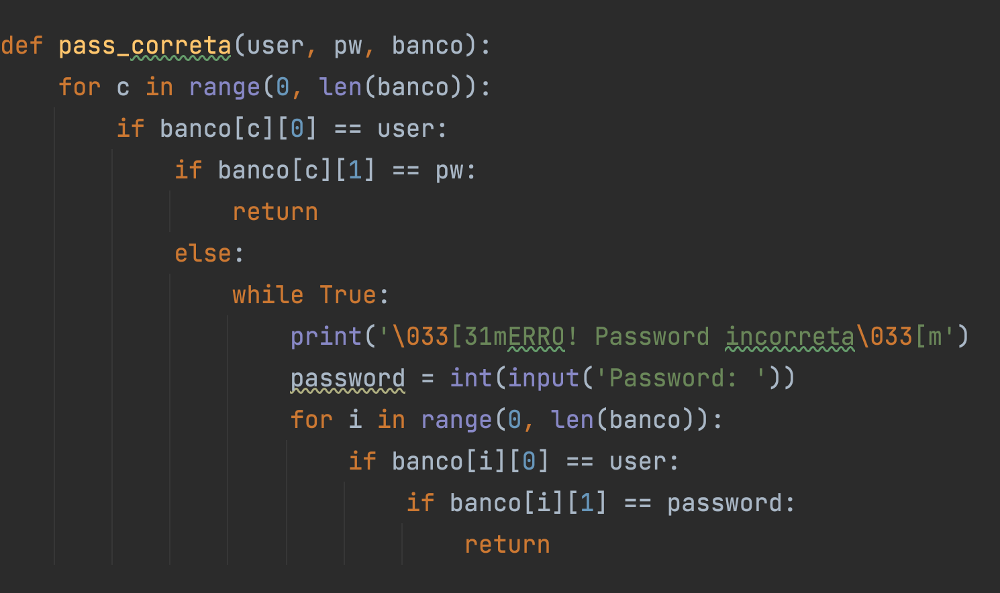 def pass_correta(user, pw, banco):
    for c in range(0, len(banco)):
        if banco[c][0] == user:
            if banco[c][1] == pw:
                return
            else:
                while True:
                    print('\033[31mERRO! Password incorreta\033[m')
                    password = int(input('Password: '))
                    for i in range(0, len(banco)):
                        if banco[i][0] == user:
                            if banco[i][1] == password:
                                return